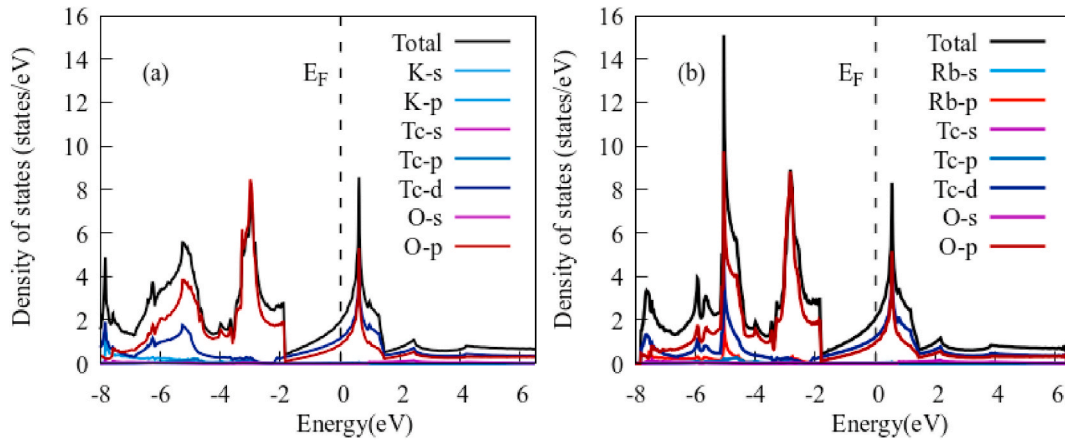 16
14
12
10
8
6
4
2
0
Density of states (states/eV)
(a)
E_F
Total
K-s
K-p
Tc-s
Tc-p
Tc-d
O-s
O-p
-8 -6 -4 -2 0 2 4 6
Energy(eV)
16
14
12
10
8
6
4
2
0
Density of states (states/eV)
(b)
E_F
Total
Rb-s
Rb-p
Tc-s
Tc-p
Tc-d
O-s
O-p
-8 -6 -4 -2 0 2 4 6
Energy(eV)